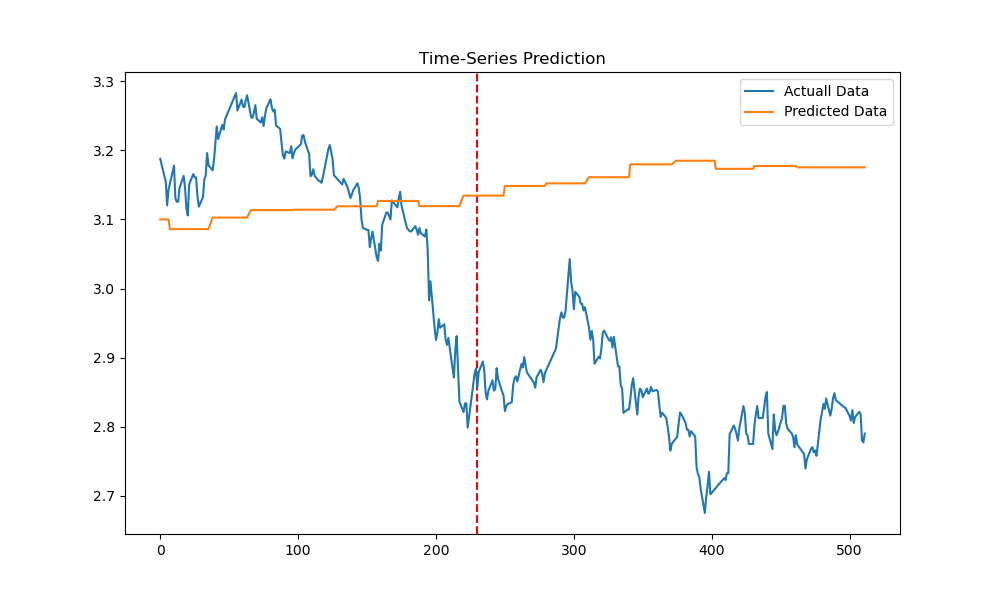 Time-Series Prediction
Actuall Data
Predicted Data
3.3
3.2
3.1
3.0
2.9
2.8
2.7
0 100 200 300 400 500